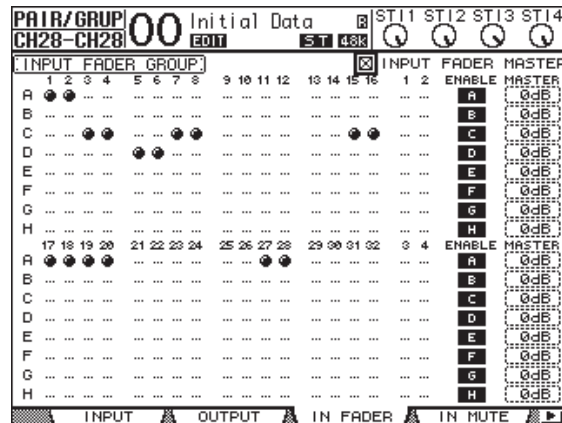 PAIR/GRUP 00 Initial Data R STI1 STI2 STI3 STI4
CH28-CH28 EDIT ST 48k
INPUT FADER GROUP INPUT FADER MASTER
1 2 3 4 5 6 7 8 9 10 11 12 13 14 15 16 1 2 ENABLE MASTER
A A 0dB
B B 0dB
C C 0dB
D D 0dB
E E 0dB
F F 0dB
G G 0dB
H H 0dB
17 18 19 20 21 22 23 24 25 26 27 28 29 30 31 32 3 4 ENABLE MASTER
A A 0dB
B B 0dB
C C 0dB
D D 0dB
E E 0dB
F F 0dB
G G 0dB
H H 0dB
INPUT OUTPUT IN FADER IN MUTE